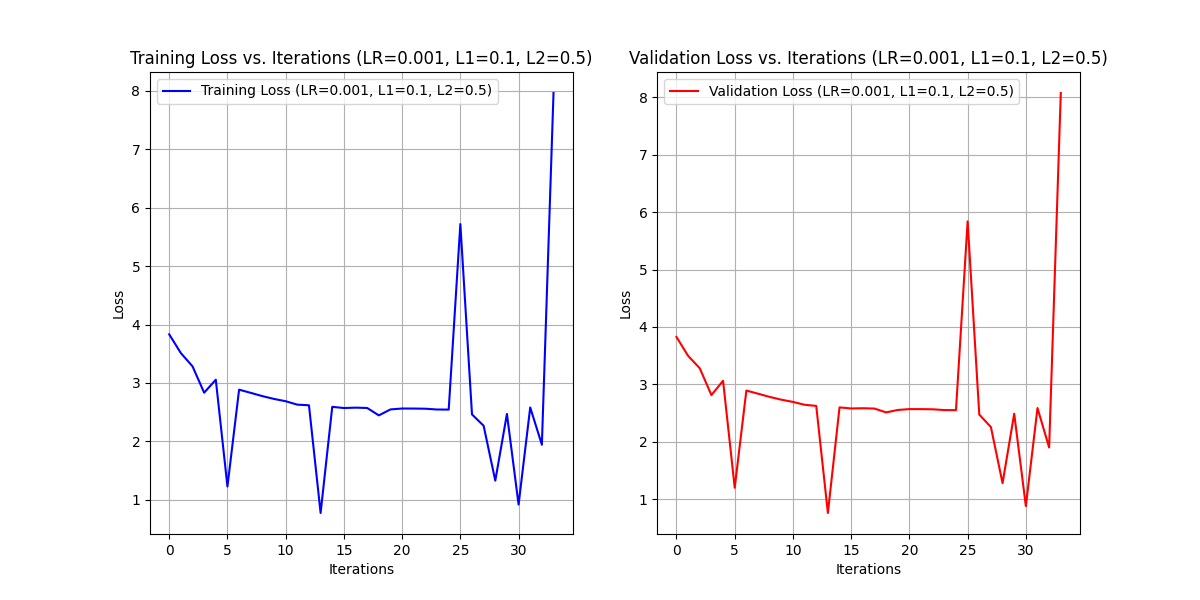 Training Loss vs. Iterations (LR=0.001, L1=0.1, L2=0.5)
Training Loss (LR=0.001, L1=0.1, L2=0.5)
8
7
6
5
4
3
2
1
Loss
0 5 10 15 20 25 30
Iterations
Validation Loss vs. Iterations (LR=0.001, L1=0.1, L2=0.5)
Validation Loss (LR=0.001, L1=0.1, L2=0.5)
8
7
6
5
4
3
2
1
Loss
0 5 10 15 20 25 30
Iterations